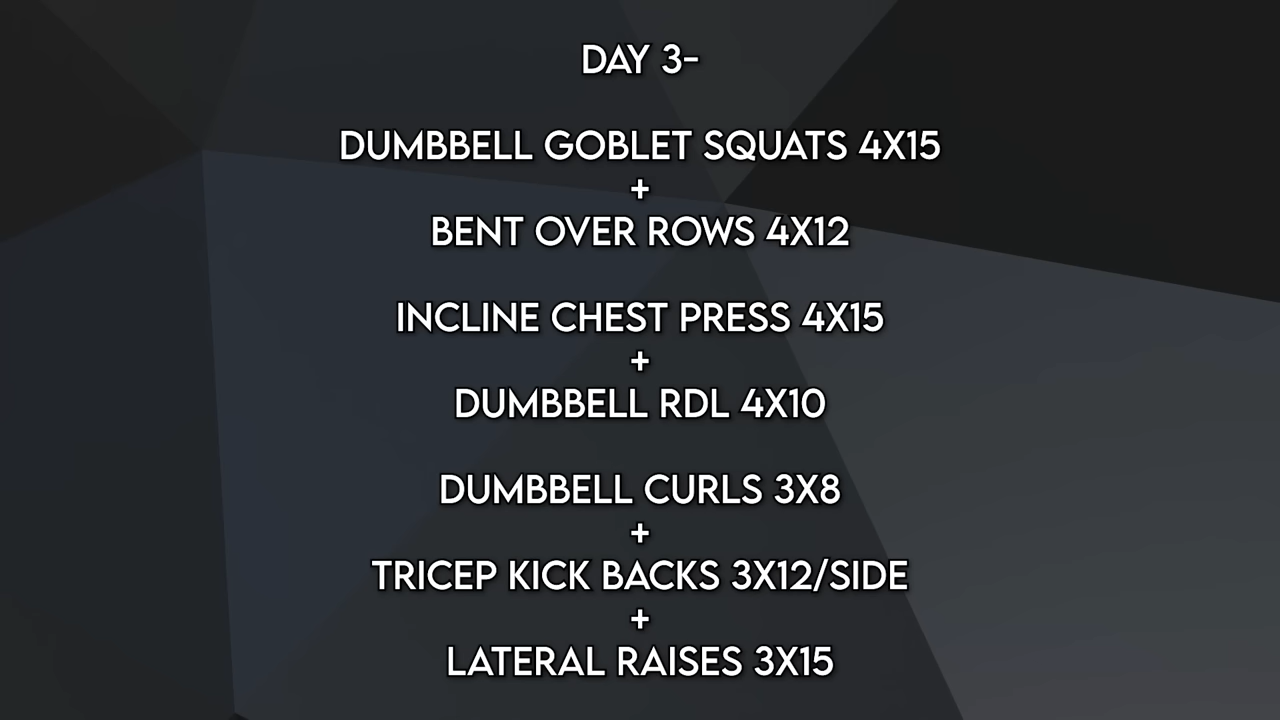 DAY 3-
DUMBBELL GOBLET SQUATS 4X15
+
BENT OVER ROWS 4X12
INCLINE CHEST PRESS 4X15
+
DUMBBELL RDL 4X10
DUMBBELL CURLS 3X8
+
TRICEP KICK BACKS 3X12/SIDE
+
LATERAL RAISES 3X15